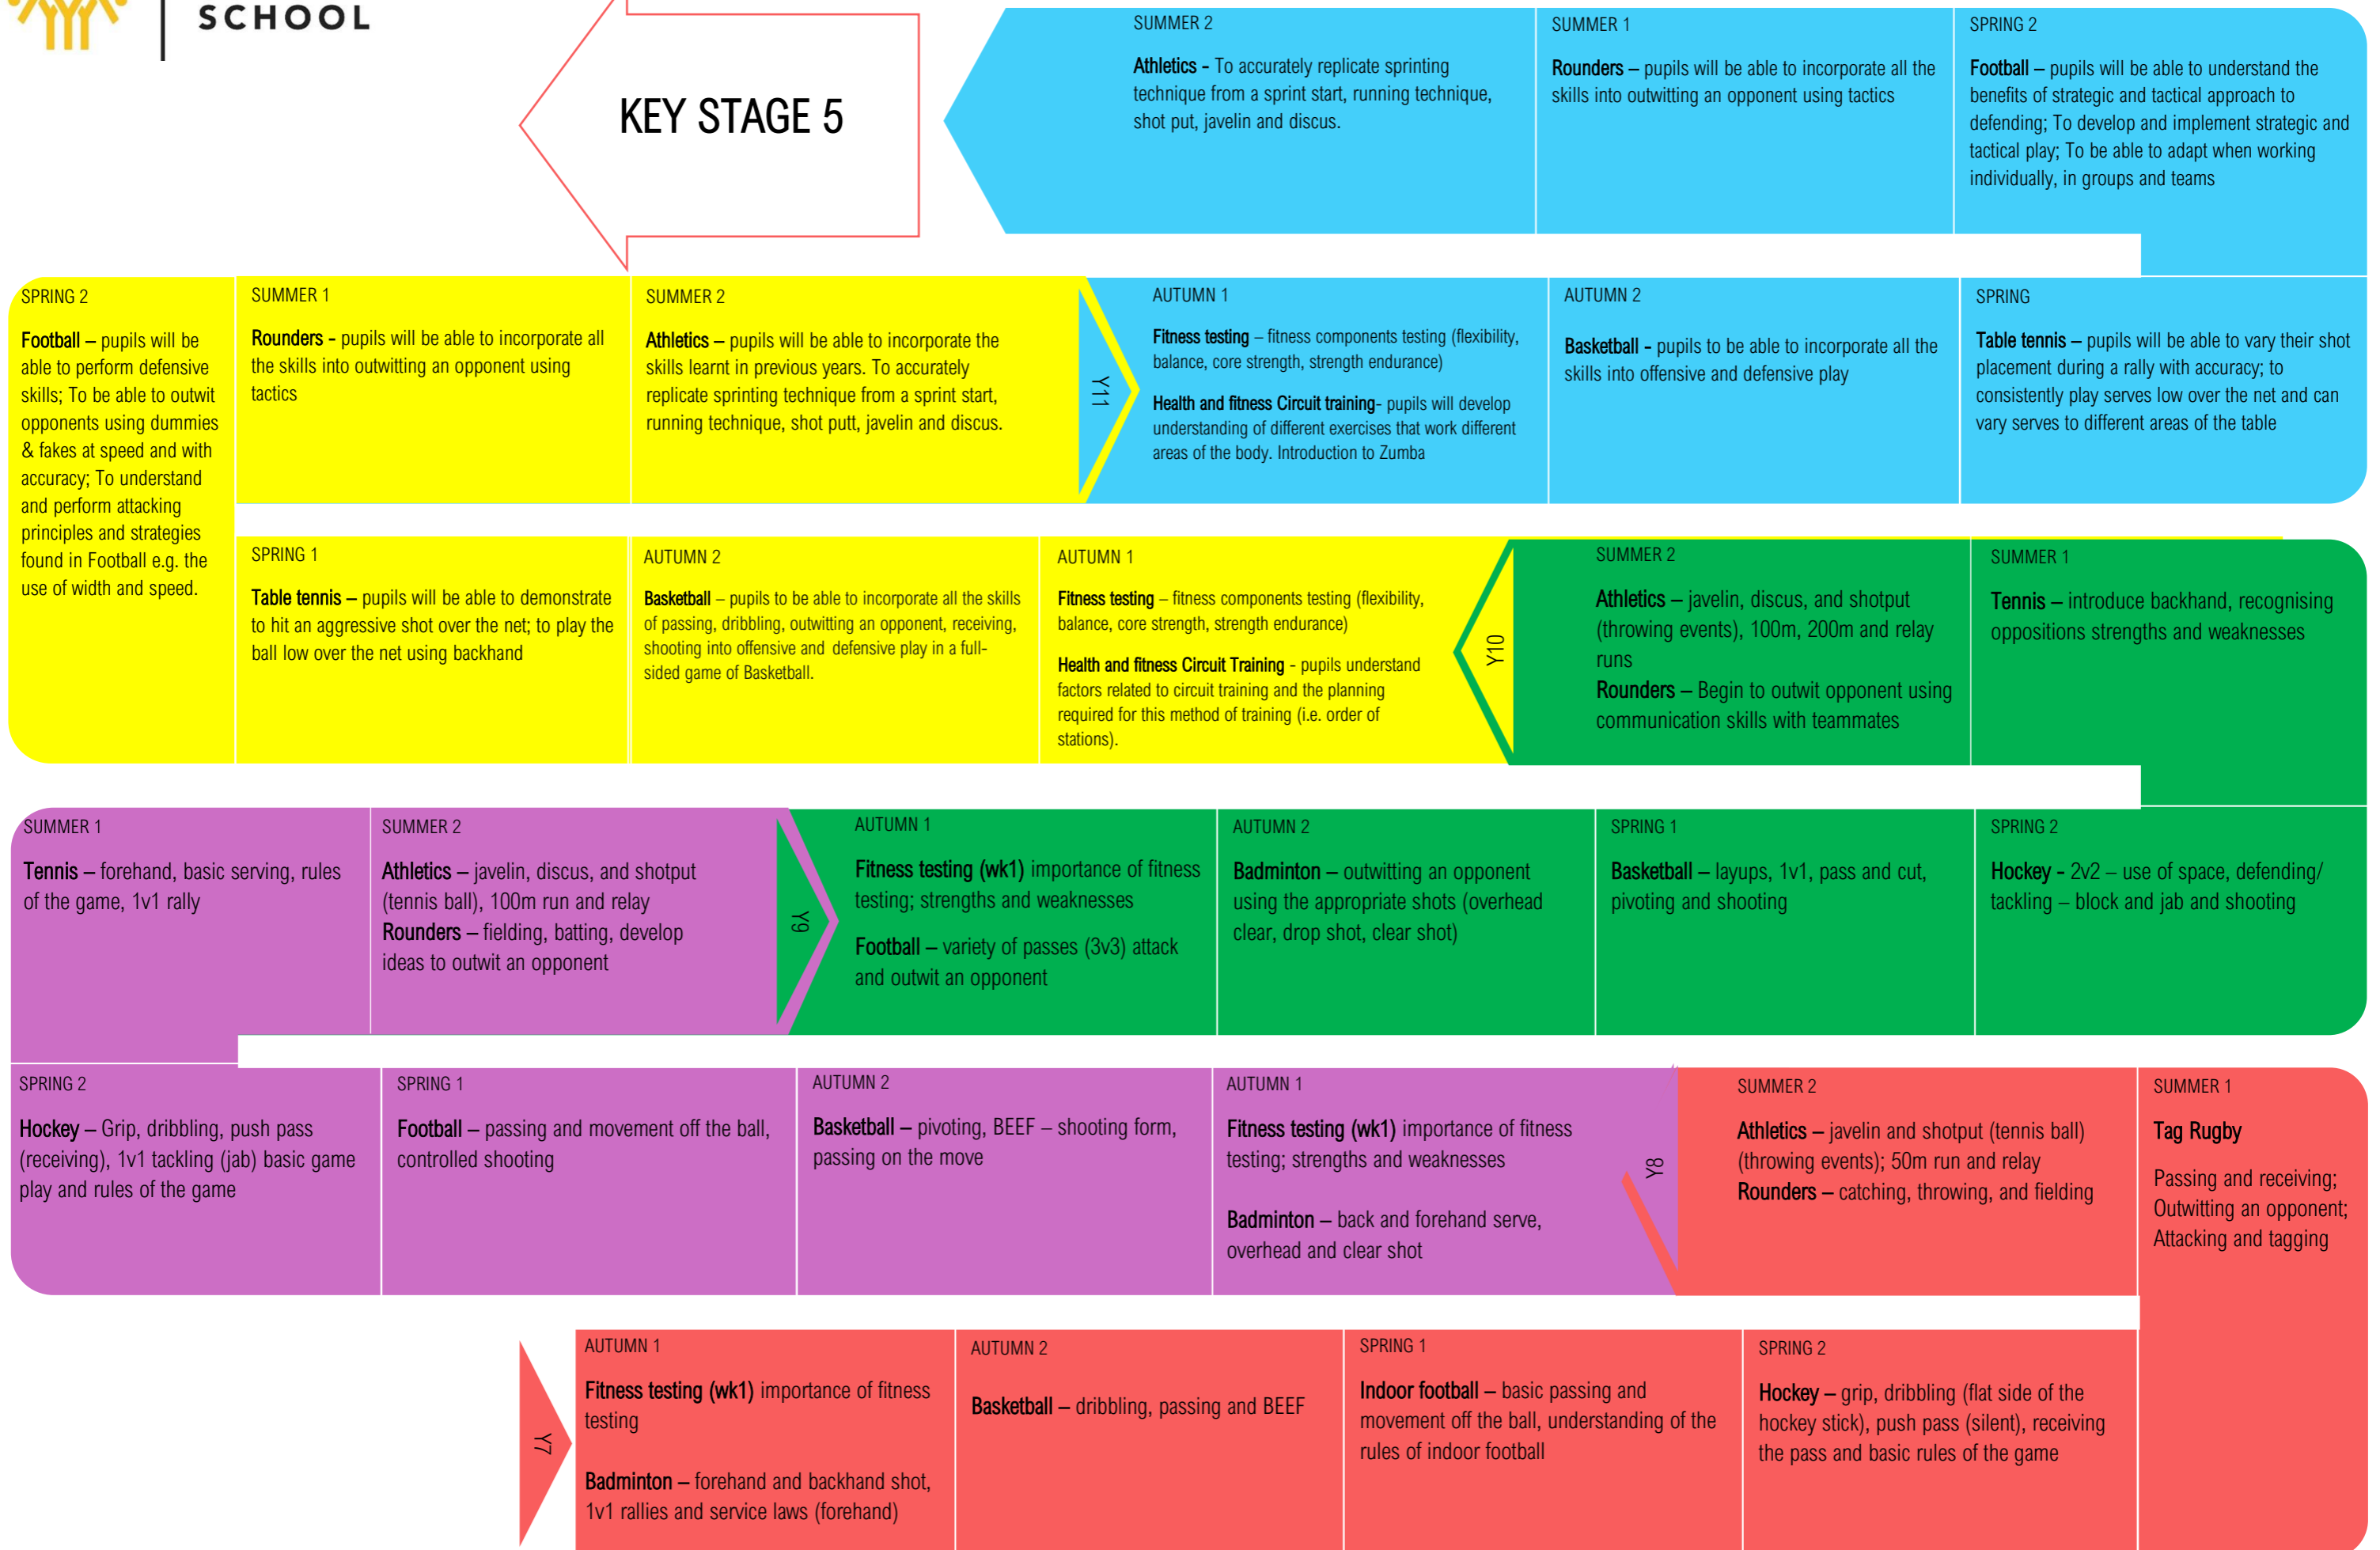 SCHOOL
KEY STAGE 5
SUMMER 2
Athletics - To accurately replicate sprinting
technique from a sprint start, running technique,
shot put, javelin and discus.
SUMMER 1
Rounders – pupils will be able to incorporate all the
skills into outwitting an opponent using tactics
SPRING 2
Football – pupils will be able to understand the
benefits of strategic and tactical approach to
defending; To develop and implement strategic and
tactical play; To be able to adapt when working
individually, in groups and teams
SPRING 2
Football – pupils will be
able to perform defensive
skills; To be able to outwit
opponents using dummies
& fakes at speed and with
accuracy; To understand
and perform attacking
principles and strategies
found in Football e.g. the
use of width and speed.
SUMMER 1
Rounders - pupils will be able to incorporate all
the skills into outwitting an opponent using
tactics
SUMMER 2
Athletics – pupils will be able to incorporate the
skills learnt in previous years. To accurately
replicate sprinting technique from a sprint start,
running technique, shot putt, javelin and discus.
Y11
AUTUMN 1
Fitness testing – fitness components testing (flexibility,
balance, core strength, strength endurance)
Health and fitness Circuit training- pupils will develop
understanding of different exercises that work different
areas of the body. Introduction to Zumba
AUTUMN 2
Basketball - pupils to be able to incorporate all the
skills into offensive and defensive play
SPRING
Table tennis – pupils will be able to vary their shot
placement during a rally with accuracy; to
consistently play serves low over the net and can
vary serves to different areas of the table
SPRING 1
Table tennis – pupils will be able to demonstrate
to hit an aggressive shot over the net; to play the
ball low over the net using backhand
AUTUMN 2
Basketball – pupils to be able to incorporate all the skills
of passing, dribbling, outwitting an opponent, receiving,
shooting into offensive and defensive play in a full-
sided game of Basketball.
AUTUMN 1
Fitness testing – fitness components testing (flexibility,
balance, core strength, strength endurance)
Health and fitness Circuit Training - pupils understand
factors related to circuit training and the planning
required for this method of training (i.e. order of
stations).
Y10
SUMMER 2
Athletics – javelin, discus, and shotput
(throwing events), 100m, 200m and relay
runs
Rounders – Begin to outwit opponent using
communication skills with teammates
SUMMER 1
Tennis – introduce backhand, recognising
oppositions strengths and weaknesses
SUMMER 1
Tennis – forehand, basic serving, rules
of the game, 1v1 rally
SUMMER 2
Athletics – javelin, discus, and shotput
(tennis ball), 100m run and relay
Rounders – fielding, batting, develop
ideas to outwit an opponent
Y9
AUTUMN 1
Fitness testing (wk1) importance of fitness
testing; strengths and weaknesses
Football – variety of passes (3v3) attack
and outwit an opponent
AUTUMN 2
Badminton – outwitting an opponent
using the appropriate shots (overhead
clear, drop shot, clear shot)
SPRING 1
Basketball – layups, 1v1, pass and cut,
pivoting and shooting
SPRING 2
Hockey - 2v2 – use of space, defending/
tackling – block and jab and shooting
SPRING 2
Hockey – Grip, dribbling, push pass
(receiving), 1v1 tackling (jab) basic game
play and rules of the game
SPRING 1
Football – passing and movement off the ball,
controlled shooting
AUTUMN 2
Basketball – pivoting, BEEF – shooting form,
passing on the move
AUTUMN 1
Fitness testing (wk1) importance of fitness
testing; strengths and weaknesses
Badminton – back and forehand serve,
overhead and clear shot
Y8
SUMMER 2
Athletics – javelin and shotput (tennis ball)
(throwing events); 50m run and relay
Rounders – catching, throwing, and fielding
SUMMER 1
Tag Rugby
Passing and receiving;
Outwitting an opponent;
Attacking and tagging
Y7
AUTUMN 1
Fitness testing (wk1) importance of fitness
testing
Badminton – forehand and backhand shot,
1v1 rallies and service laws (forehand)
AUTUMN 2
Basketball – dribbling, passing and BEEF
SPRING 1
Indoor football – basic passing and
movement off the ball, understanding of the
rules of indoor football
SPRING 2
Hockey – grip, dribbling (flat side of the
hockey stick), push pass (silent), receiving
the pass and basic rules of the game